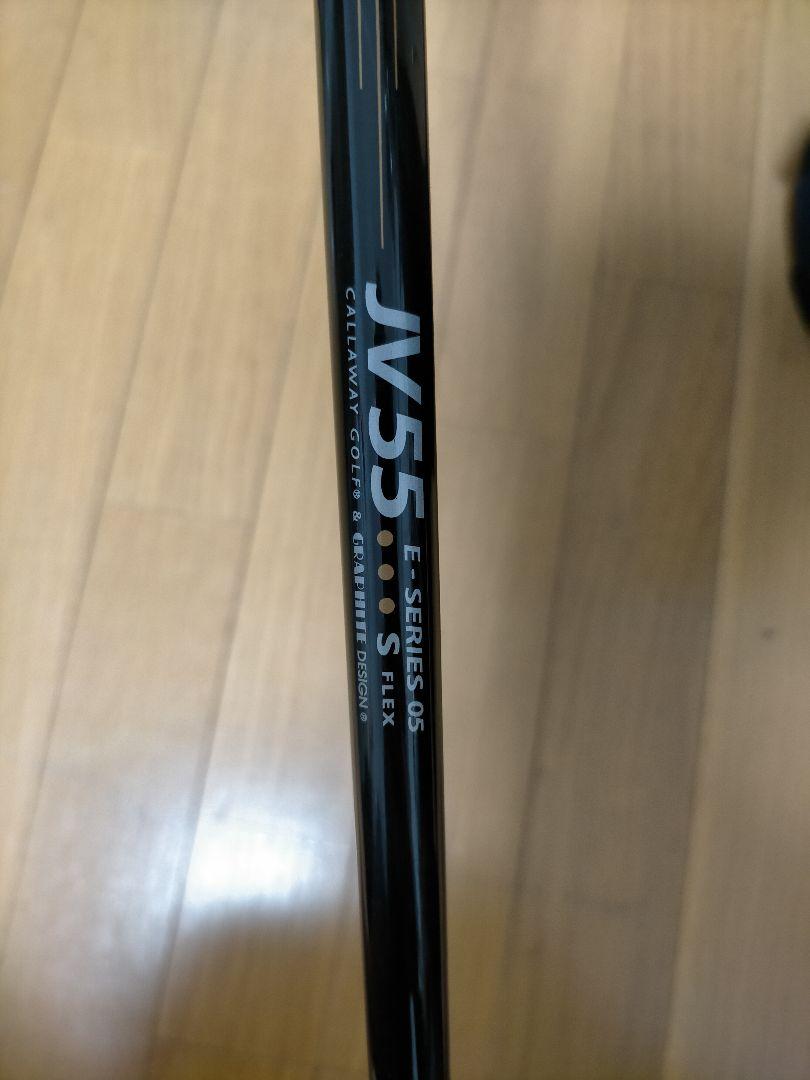 JV55 E-SERIES 05
••• S FLEX
CALLAWAY GOLF® & GRAPHITE DESIGN®